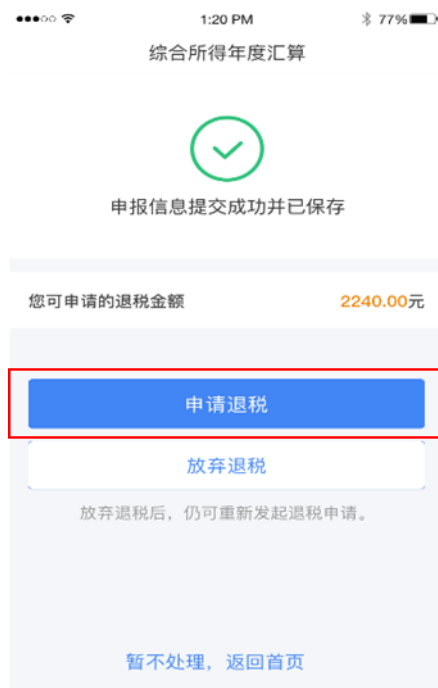 1:20 PM
77%
综合所得年度汇算
申报信息提交成功并已保存
您可申请的退税金额
2240.00元
申请退税
放弃退税
放弃退税后，仍可重新发起退税申请。
暂不处理，返回首页